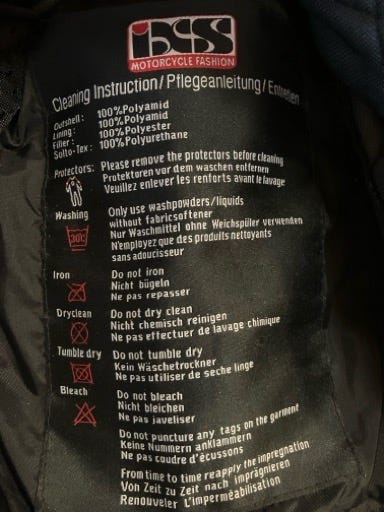 ixs
MOTORCYCLE FASHION
Cleaning Instruction/Pflegeanleitung/Entretien
Outshell: 100%Polyamid
Lining: 100%Polyamid
Filler: 100%Polyester
Solto-Tex: 100%Polyurethane
Protectors: Please remove the protectors before cleaning
Protektoren vor dem waschen entfernen
Veuillez enlever les renforts avant le lavage
Washing Only use washpowders/liquids
without fabricsoftener
30c Nur Waschmittel ohne Weichspüler verwenden
N'employez que des produits nettoyants
sans adoucisseur
Iron Do not iron
Nicht bügeln
Ne pas repasser
Dryclean Do not dry clean
Nicht chemisch reinigen
Ne pas effectuer de lavage chimique
Tumble dry Do not tumble dry
Kein Wäschetrockner
Ne pas utiliser de seche linge
Bleach Do not bleach
Nicht bleichen
Ne pas javeliser
Do not puncture any tags on the garment
Keine Nummern anklammern
Ne pas coudre d'écussons
From time to time reapply the impregnation
Von Zeit zu Zeit nach imprägnieren
Renouveler L'imperméabilisation